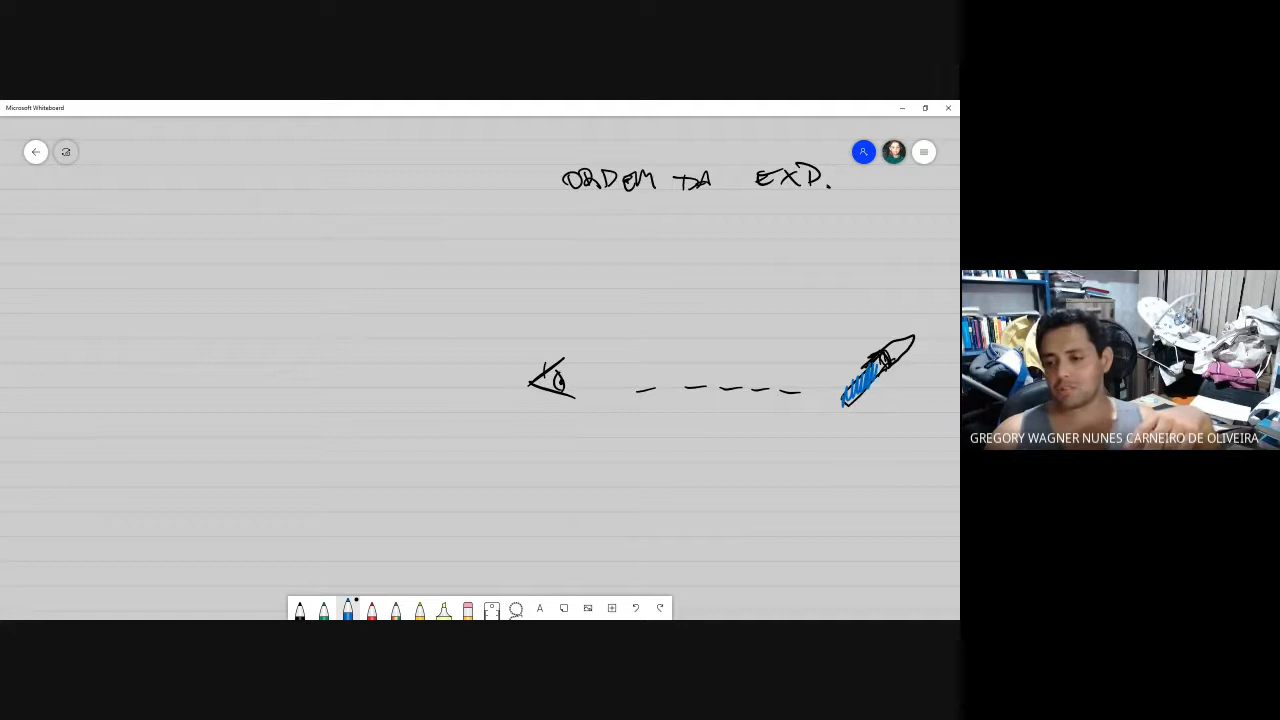 Microsoft Whiteboard
ORDEM DA EXP.
GREGORY WAGNER NUNES CARNEIRO DE OLIVEIRA